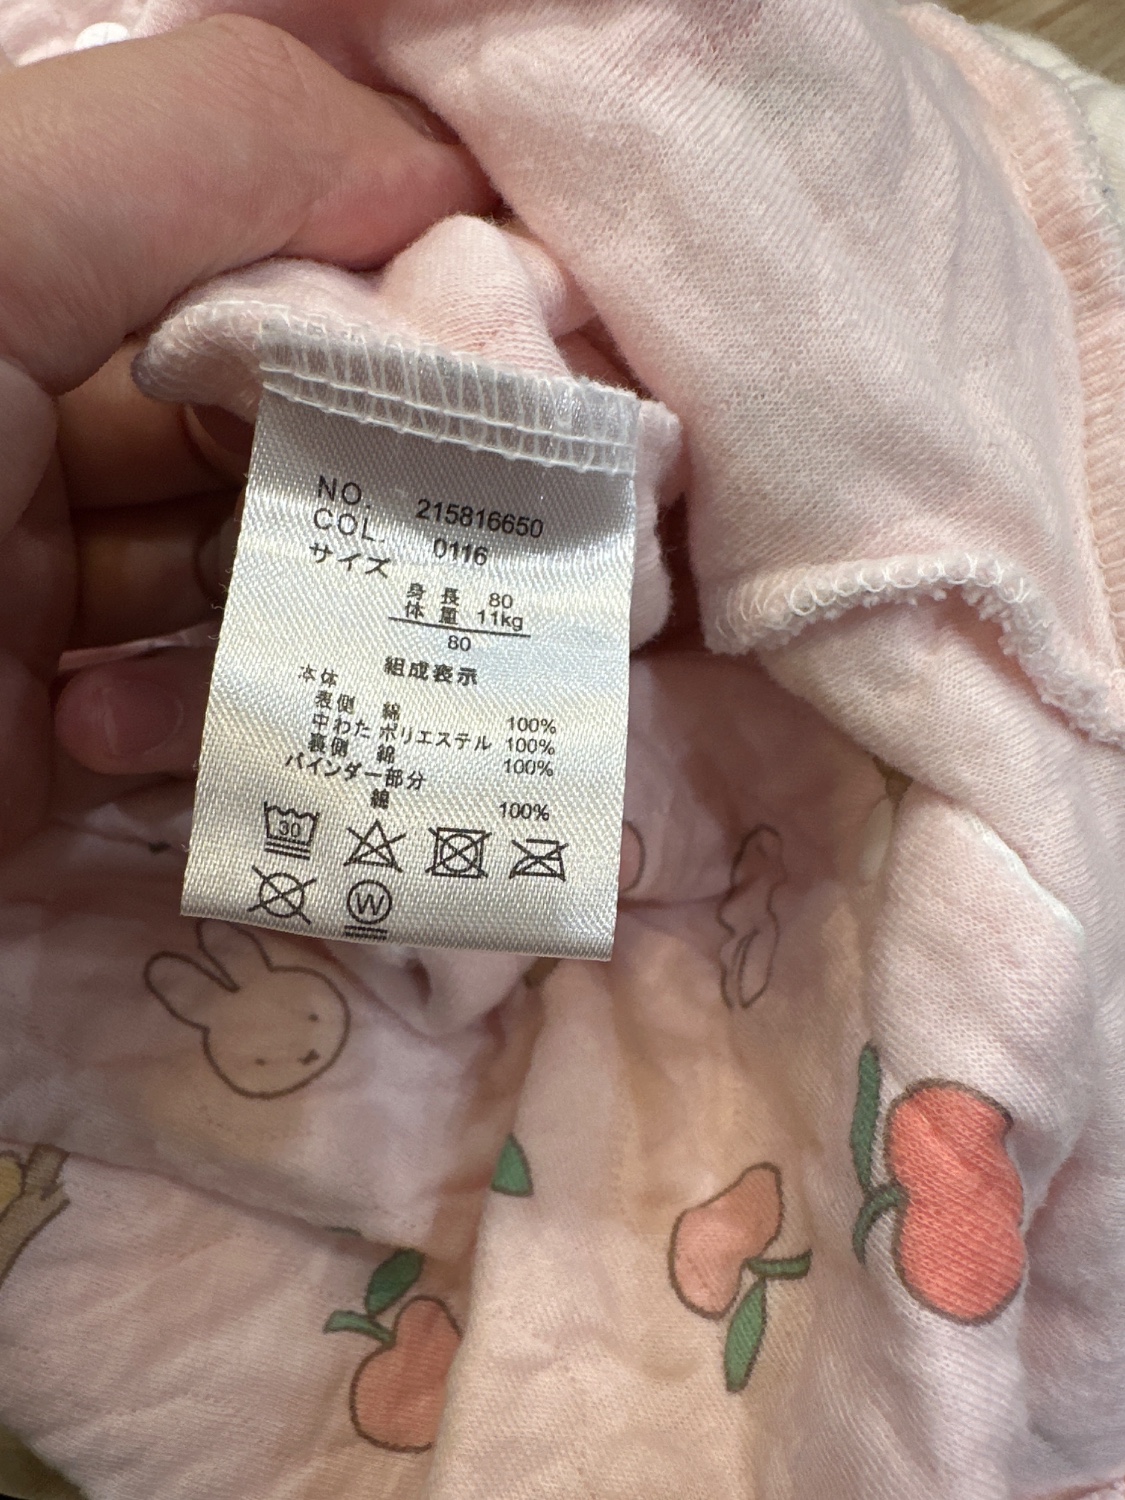 NO. 215816650
COL. 0116
サイズ
身長 80
体重 11kg
80
組成表示
本体
表側 綿 100%
中わた ポリエステル 100%
裏側 綿 100%
バインダー部分
綿 100%
30
W